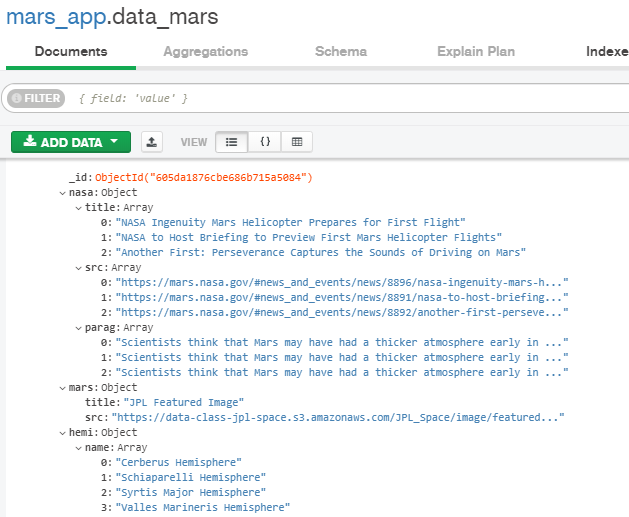 mars_app.data_mars
Documents Aggregations Schema Explain Plan Indexe
FILTER { field: 'value' }
ADD DATA VIEW { }
_id: ObjectId("605da1876cbe686b715a5084")
nasa: Object
title: Array
0: "NASA Ingenuity Mars Helicopter Prepares for First Flight"
1: "NASA to Host Briefing to Preview First Mars Helicopter Flights"
2: "Another First: Perseverance Captures the Sounds of Driving on Mars"
src: Array
0: "https://mars.nasa.gov/#news_and_events/news/8896/nasa-ingenuity-mars-h..."
1: "https://mars.nasa.gov/#news_and_events/news/8891/nasa-to-host-briefing..."
2: "https://mars.nasa.gov/#news_and_events/news/8892/another-first-perseve..."
parag: Array
0: "Scientists think that Mars may have had a thicker atmosphere early in ..."
1: "Scientists think that Mars may have had a thicker atmosphere early in ..."
2: "Scientists think that Mars may have had a thicker atmosphere early in ..."
mars: Object
title: "JPL Featured Image"
src: "https://data-class-jpl-space.s3.amazonaws.com/JPL_Space/image/featured..."
hemi: Object
name: Array
0: "Cerberus Hemisphere"
1: "Schiaparelli Hemisphere"
2: "Syrtis Major Hemisphere"
3: "Valles Marineris Hemisphere"